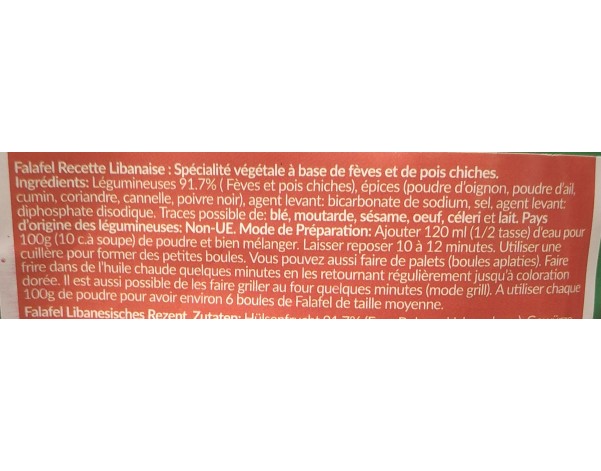 Falafel Recette Libanaise : Spécialité végétale à base de fèves et de pois chiches.
Ingrédients: Légumineuses 91.7% ( Fèves et pois chiches), épices (poudre d'oignon, poudre d'ail,
cumin, coriandre, cannelle, poivre noir), agent levant: bicarbonate de sodium, sel, agent levant:
diphosphate disodique. Traces possible de: blé, moutarde, sésame, oeuf, céleri et lait. Pays
d'origine des légumineuses: Non-UE. Mode de Préparation: Ajouter 120 ml (1/2 tasse) d'eau pour
100g (10 c.à soupe) de poudre et bien mélanger. Laisser reposer 10 à 12 minutes. Utiliser une
cuillère pour former des petites boules. Vous pouvez aussi faire de palets (boules aplaties). Faire
frire dans de l'huile chaude quelques minutes en les retournant régulièrement jusqu'à coloration
dorée. Il est aussi possible de les faire griller au four quelques minutes (mode grill). A utiliser chaque
100g de poudre pour avoir environ 6 boules de Falafel de taille moyenne.
Falafel Libanesisches Rezept Zutaten: